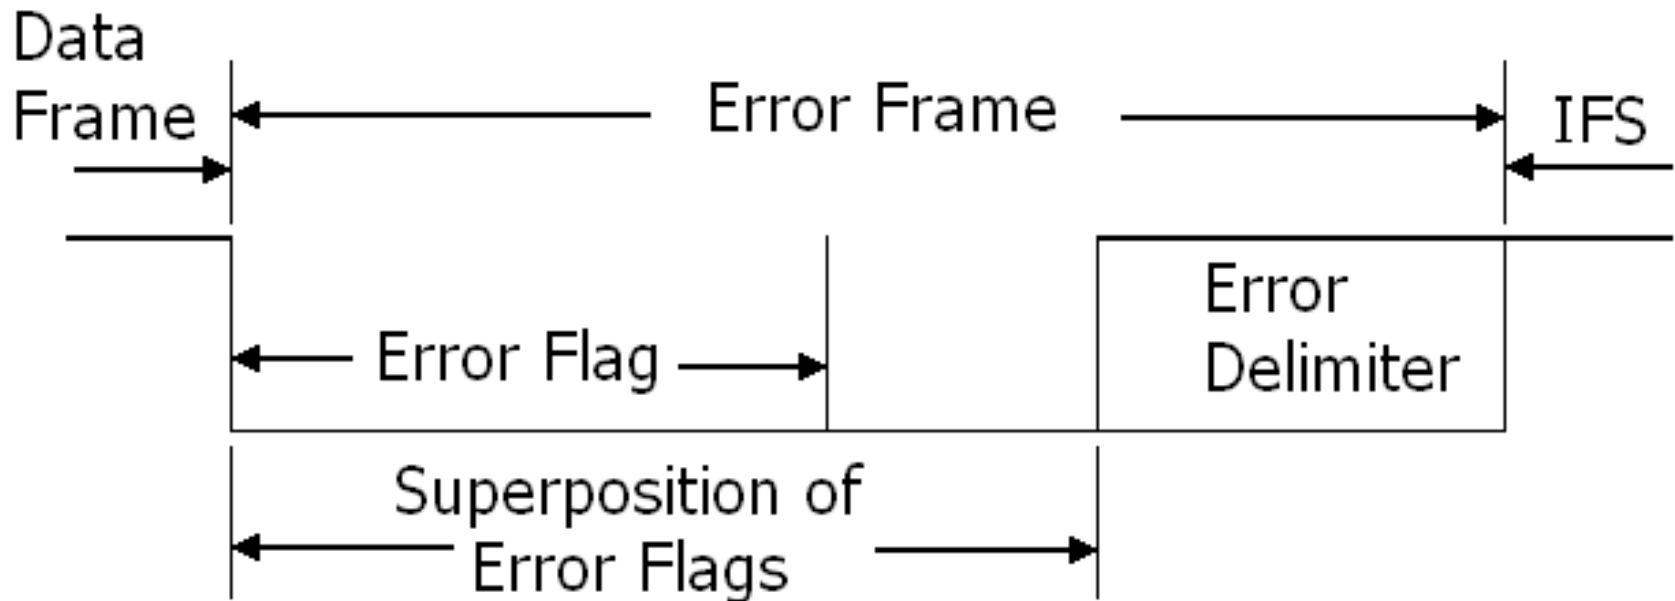 Data
Frame
Error Frame
IFS
Error Flag
Error
Delimiter
Superposition of
Error Flags